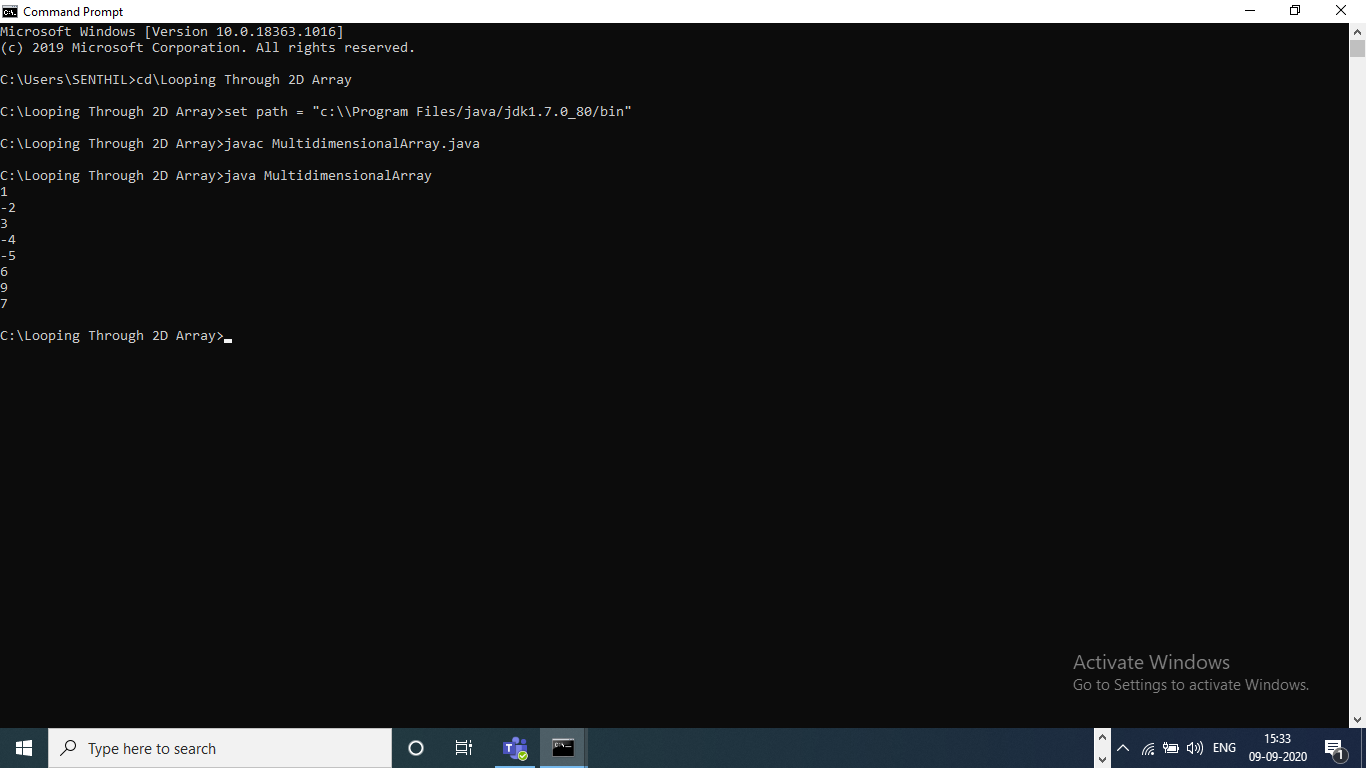 Command Prompt
Microsoft Windows [Version 10.0.18363.1016]
(c) 2019 Microsoft Corporation. All rights reserved.
C:\Users\SENTHIL>cd\Looping Through 2D Array
C:\Looping Through 2D Array>set path = "c:\\Program Files/java/jdk1.7.0_80/bin"
C:\Looping Through 2D Array>javac MultidimensionalArray.java
C:\Looping Through 2D Array>java MultidimensionalArray
1
-2
3
-4
-5
6
9
7
C:\Looping Through 2D Array>
Activate Windows
Go to Settings to activate Windows.
Type here to search
ENG
15:33
09-09-2020
1